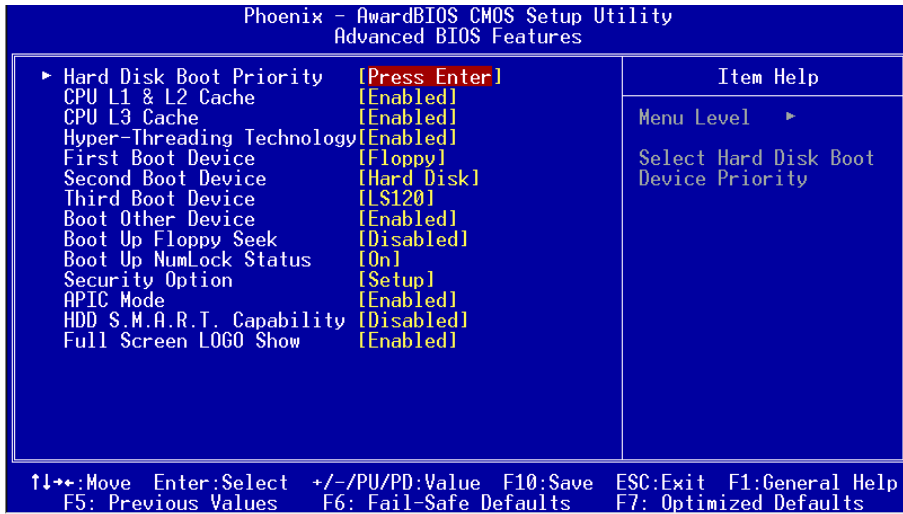 Phoenix - AwardBIOS CMOS Setup Utility
Advanced BIOS Features
► Hard Disk Boot Priority [Press Enter]
CPU L1 & L2 Cache [Enabled]
CPU L3 Cache [Enabled]
Hyper-Threading Technology[Enabled]
First Boot Device [Floppy]
Second Boot Device [Hard Disk]
Third Boot Device [LS120]
Boot Other Device [Enabled]
Boot Up Floppy Seek [Disabled]
Boot Up NumLock Status [On]
Security Option [Setup]
APIC Mode [Enabled]
HDD S.M.A.R.T. Capability [Disabled]
Full Screen LOGO Show [Enabled]
Item Help
Menu Level ►
Select Hard Disk Boot
Device Priority
↑↓→←:Move Enter:Select +/-/PU/PD:Value F10:Save ESC:Exit F1:General Help
F5: Previous Values F6: Fail-Safe Defaults F7: Optimized Defaults